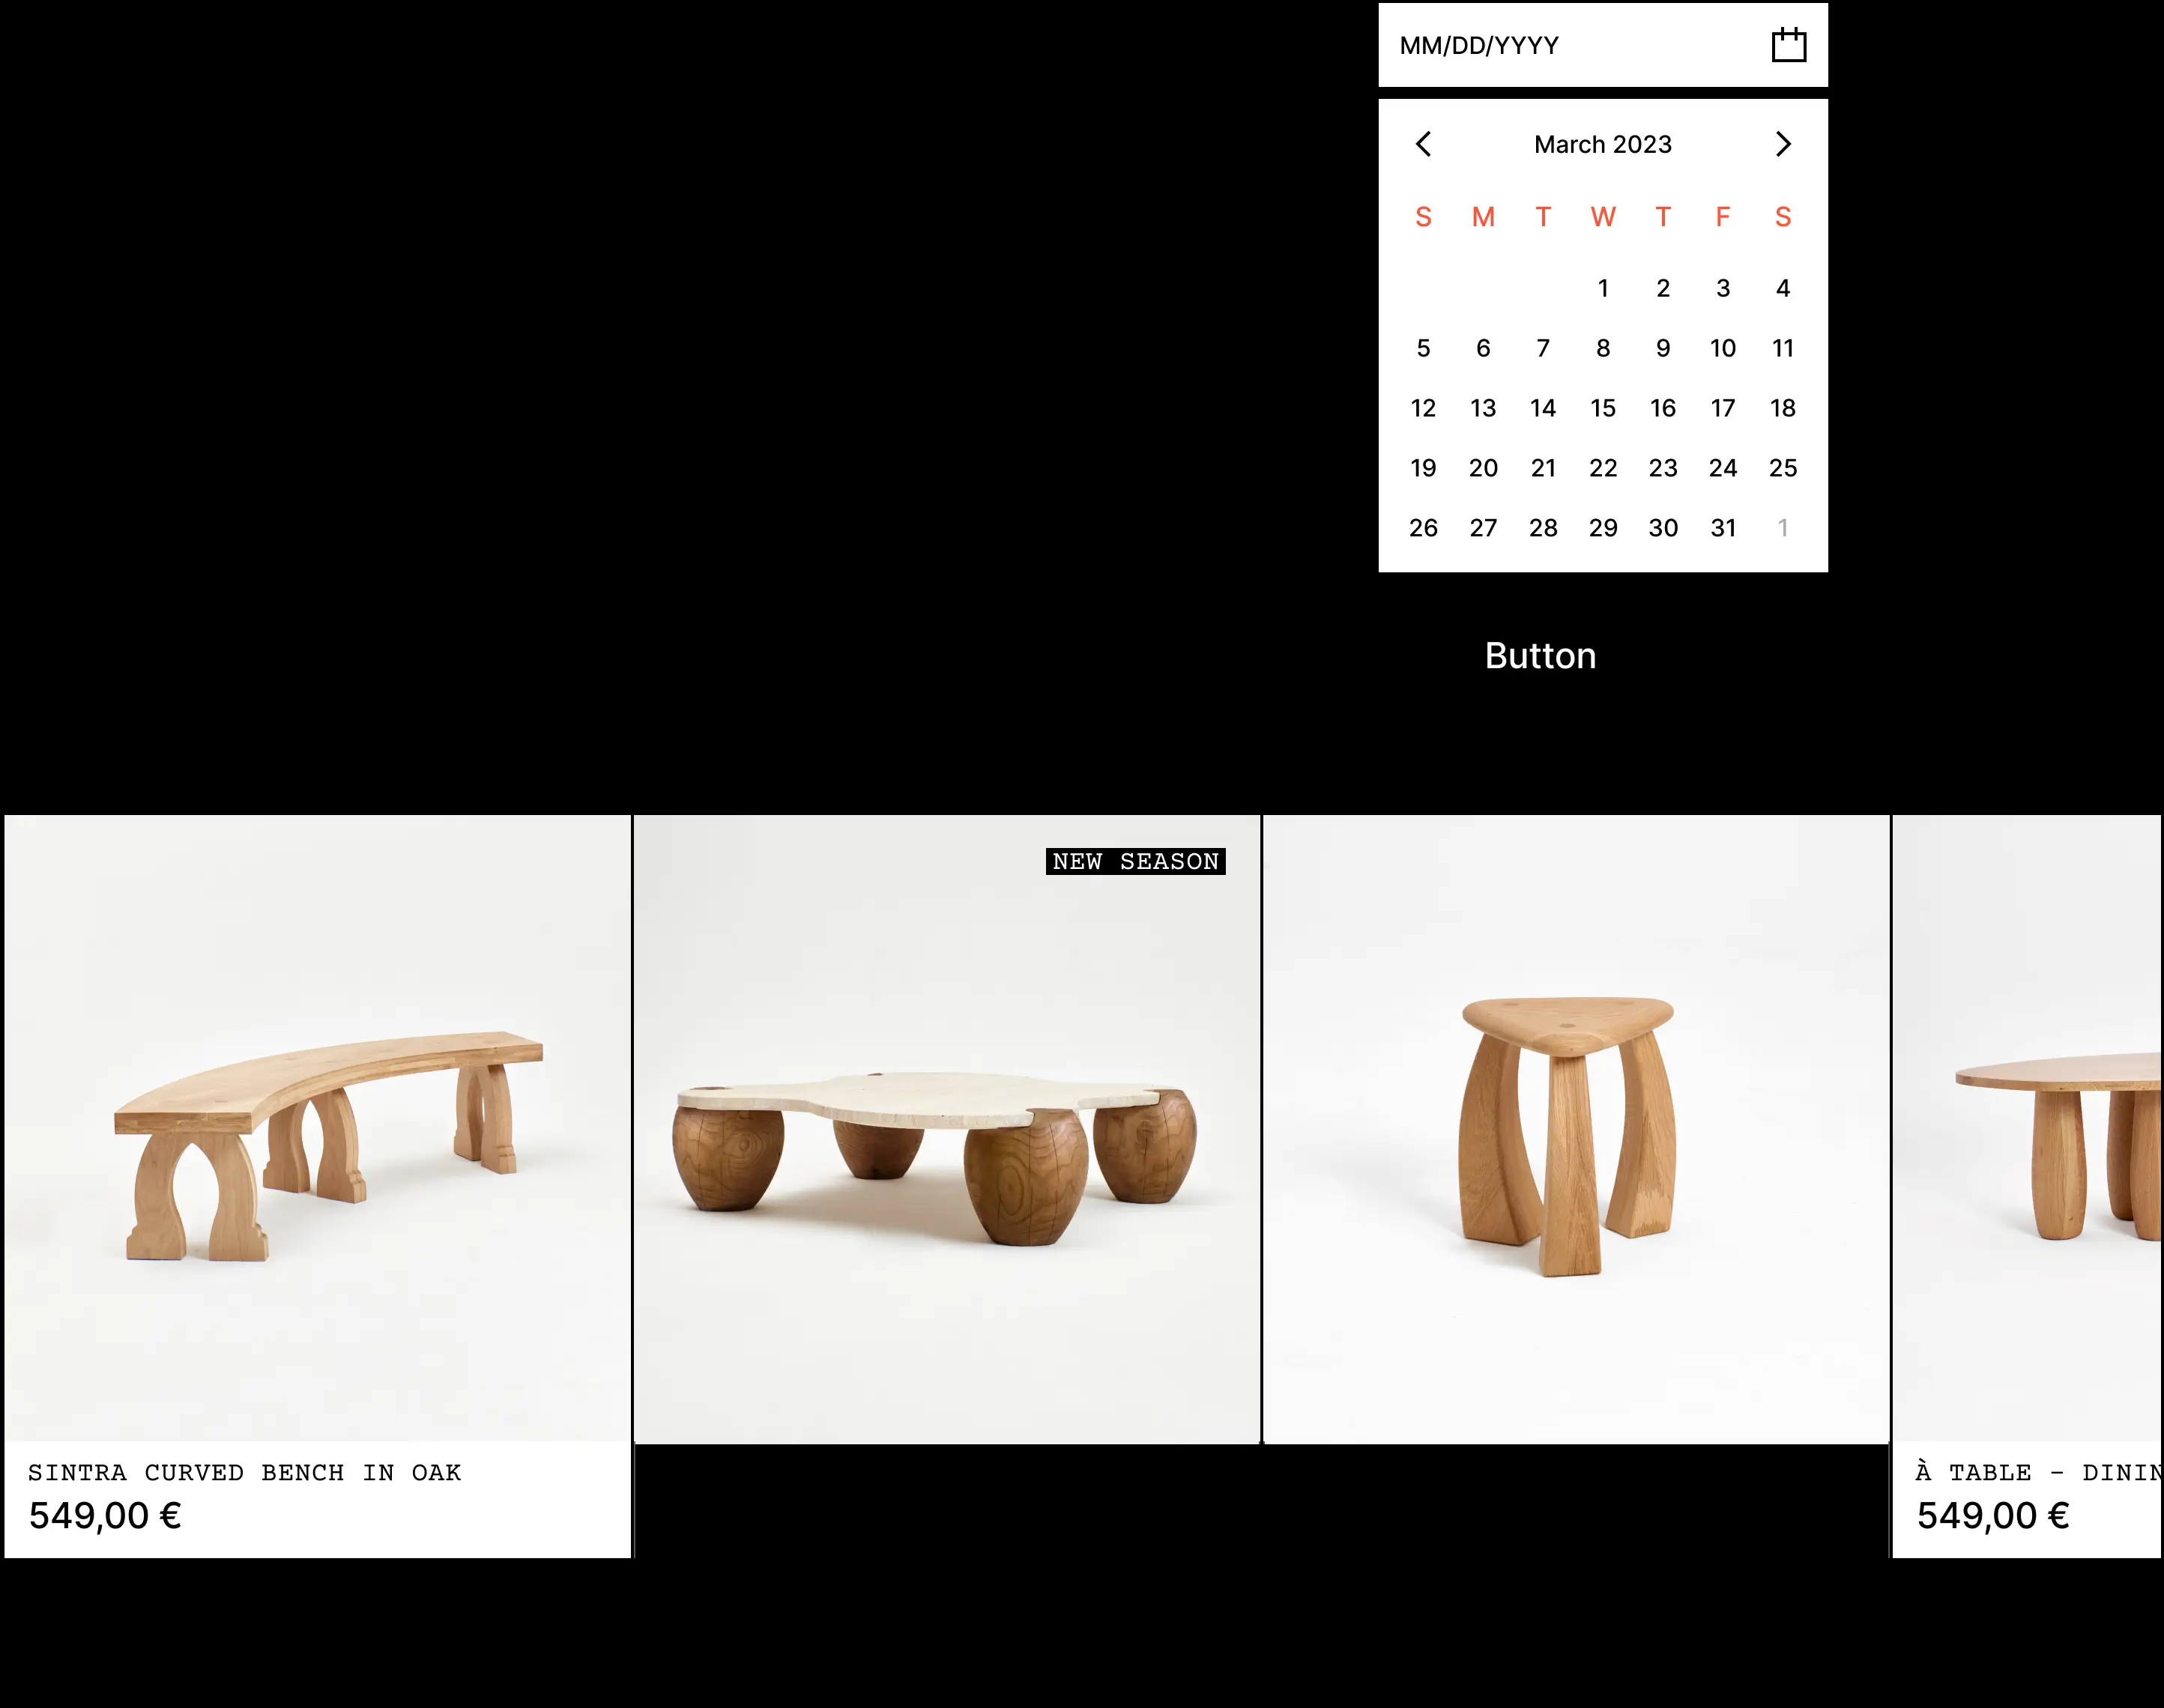 MM/DD/YYYY
March 2023
S M T W T F S
1 2 3 4
5 6 7 8 9 10 11
12 13 14 15 16 17 18
19 20 21 22 23 24 25
26 27 28 29 30 31 1
Button
NEW SEASON
SINTRA CURVED BENCH IN OAK
549,00 €
À TABLE - DININ
549,00 €